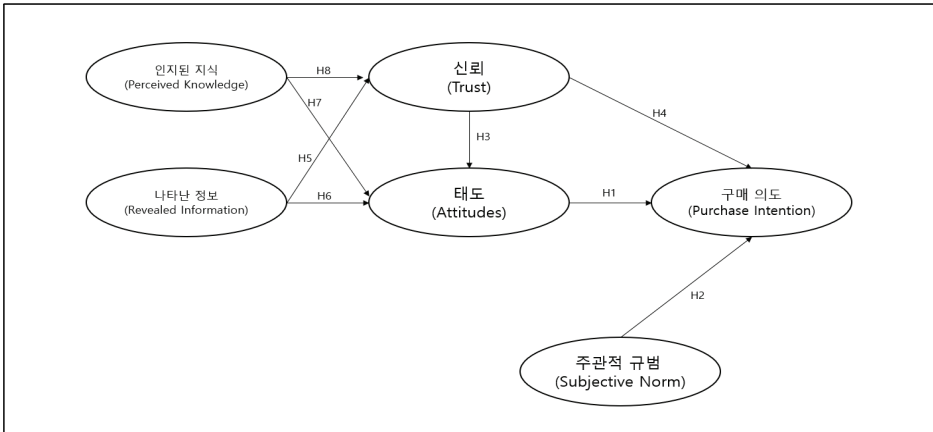 인지된 지식
(Perceived Knowledge)
H8
신뢰
(Trust)
H7
H4
H3
H5
나타난 정보
(Revealed Information)
H6
태도
(Attitudes)
H1
구매 의도
(Purchase Intention)
H2
주관적 규범
(Subjective Norm)